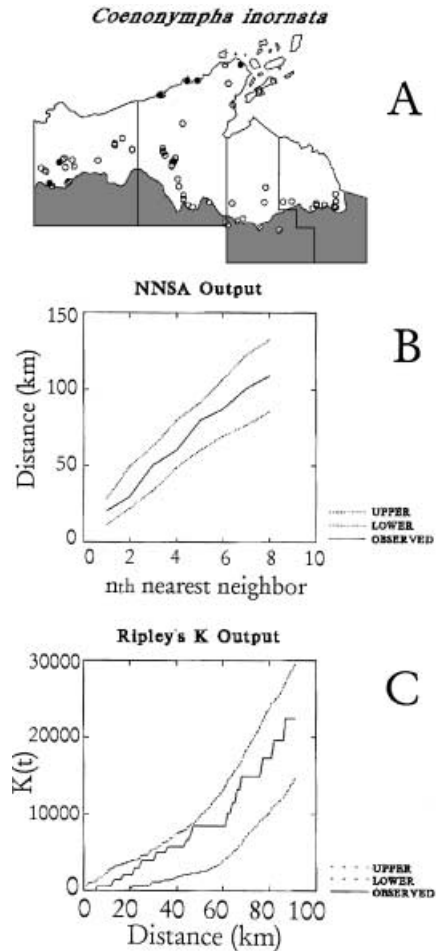 Coenonympha inornata
A
NNSA Output
B
150
100
50
0
Distance (km)
0 2 4 6 8 10
nth nearest neighbor
UPPER
LOWER
OBSERVED
Ripley's K Output
C
30000
20000
10000
0
K(t)
0 20 40 60 80 100
Distance (km)
UPPER
LOWER
OBSERVED